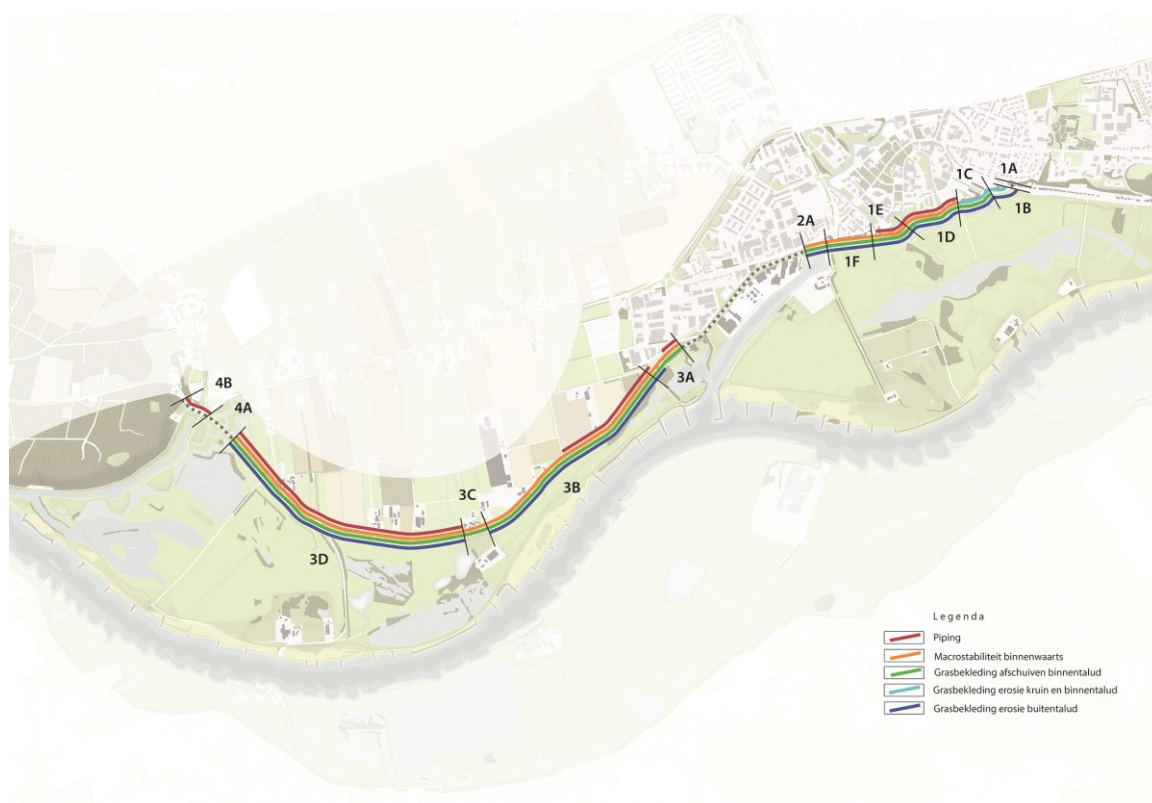 1A
1C
1B
1E
2A
1D
1F
3A
4B
4A
3B
3C
3D
Legenda
Piping
Macrostabiliteit binnenwaarts
Grasbekleding afschuiven binnentalud
Grasbekleding erosie kruin en binnentalud
Grasbekleding erosie buitentalud